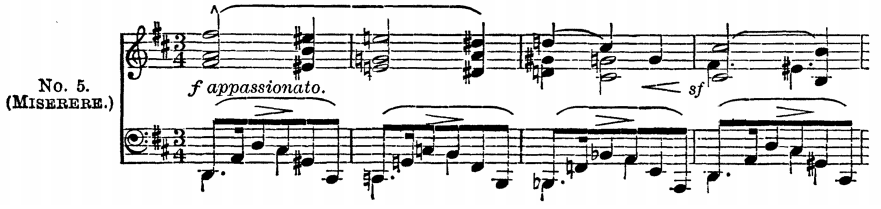 No. 5.
(MISERERE.)
f appassionato.
sf